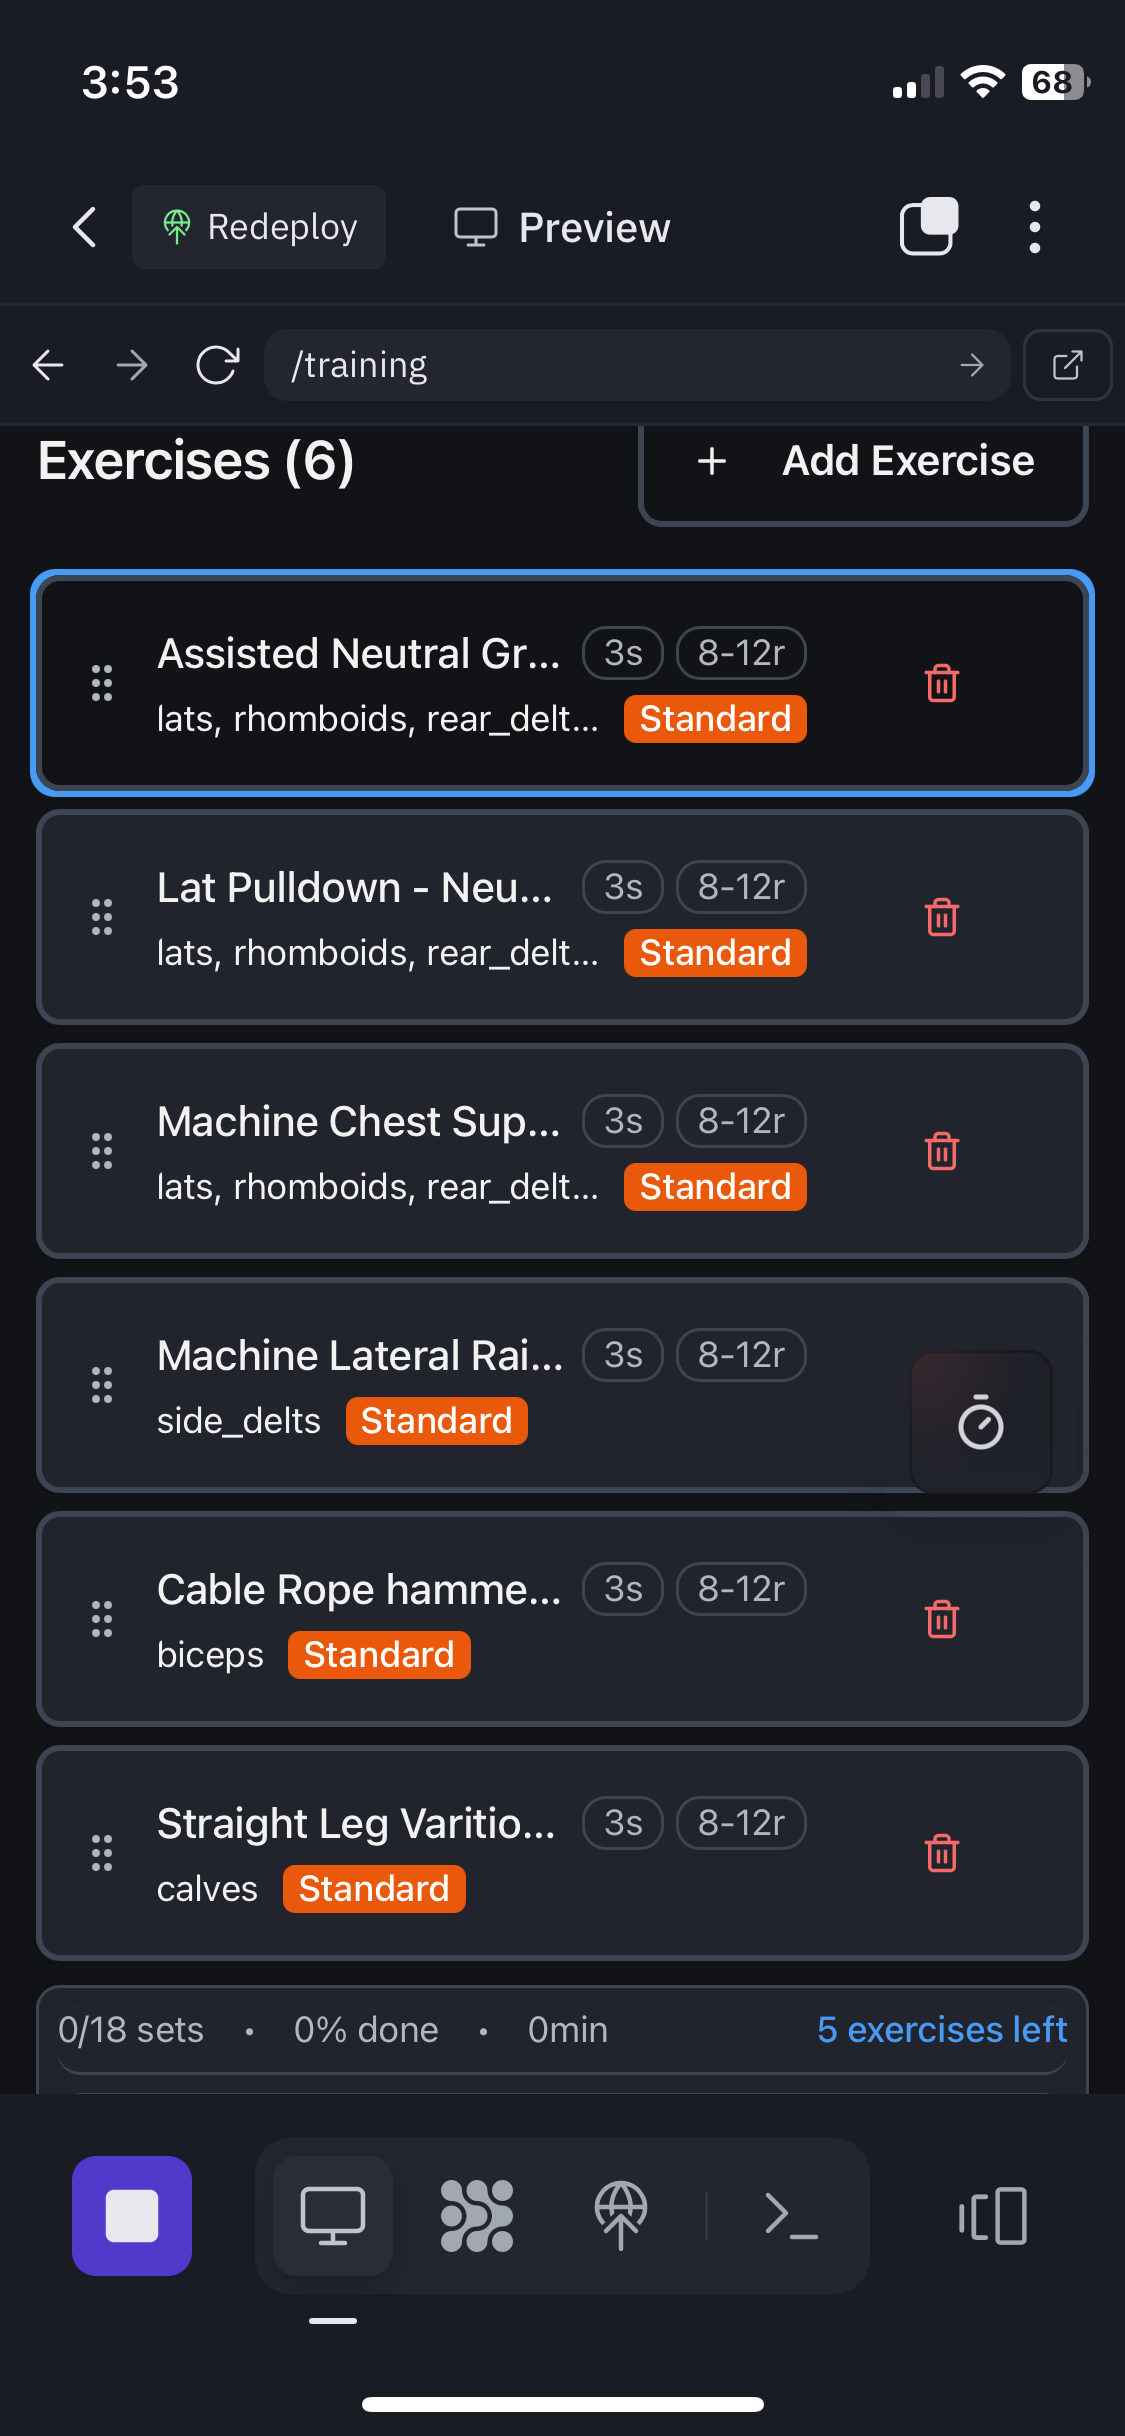 3:53
68
Redeploy
Preview
/training
Exercises (6)
+ Add Exercise
Assisted Neutral Gr... 3s 8-12r
lats, rhomboids, rear_delt... Standard
Lat Pulldown - Neu... 3s 8-12r
lats, rhomboids, rear_delt... Standard
Machine Chest Sup... 3s 8-12r
lats, rhomboids, rear_delt... Standard
Machine Lateral Rai... 3s 8-12r
side_delts Standard
Cable Rope hamme... 3s 8-12r
biceps Standard
Straight Leg Varitio... 3s 8-12r
calves Standard
0/18 sets • 0% done • 0min 5 exercises left